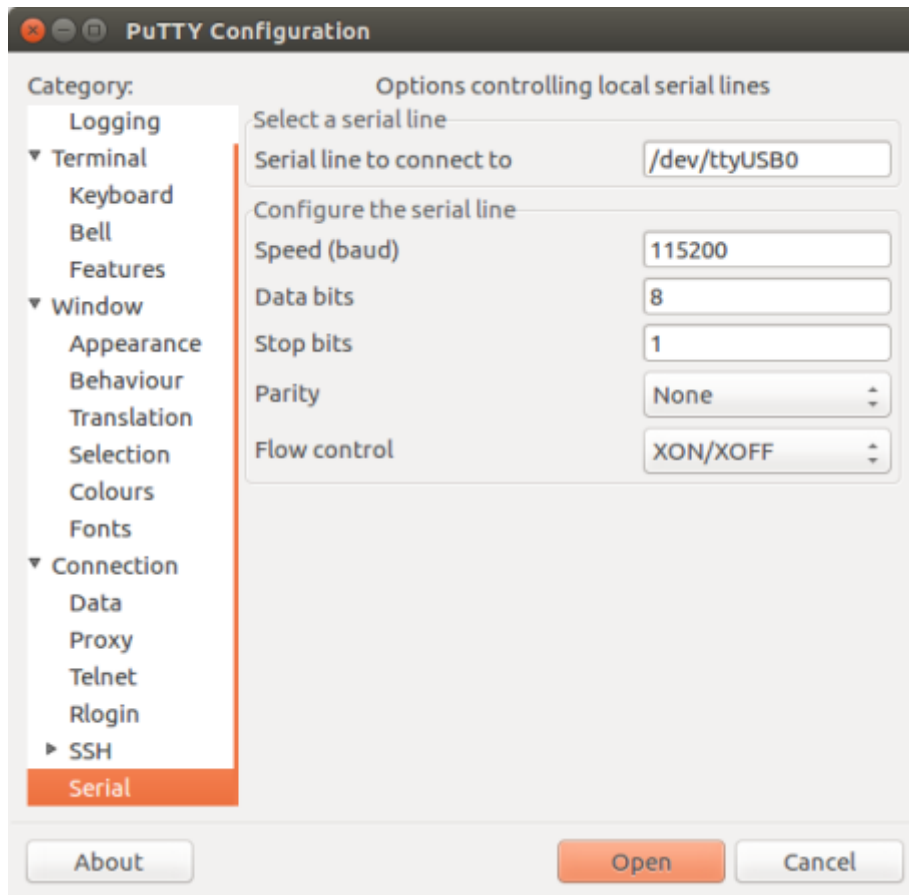 PuTTY Configuration
Category:
Logging
Terminal
Keyboard
Bell
Features
Window
Appearance
Behaviour
Translation
Selection
Colours
Fonts
Connection
Data
Proxy
Telnet
Rlogin
SSH
Serial
Options controlling local serial lines
Select a serial line
Serial line to connect to /dev/ttyUSB0
Configure the serial line
Speed (baud) 115200
Data bits 8
Stop bits 1
Parity None
Flow control XON/XOFF
About Open Cancel